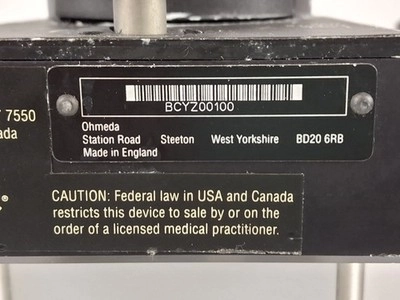 7550
BCYZ00100
Ohmeda
Station Road Steeton West Yorkshire BD20 6RB
Made in England
CAUTION: Federal law in USA and Canada
restricts this device to sale by or on the
order of a licensed medical practitioner.